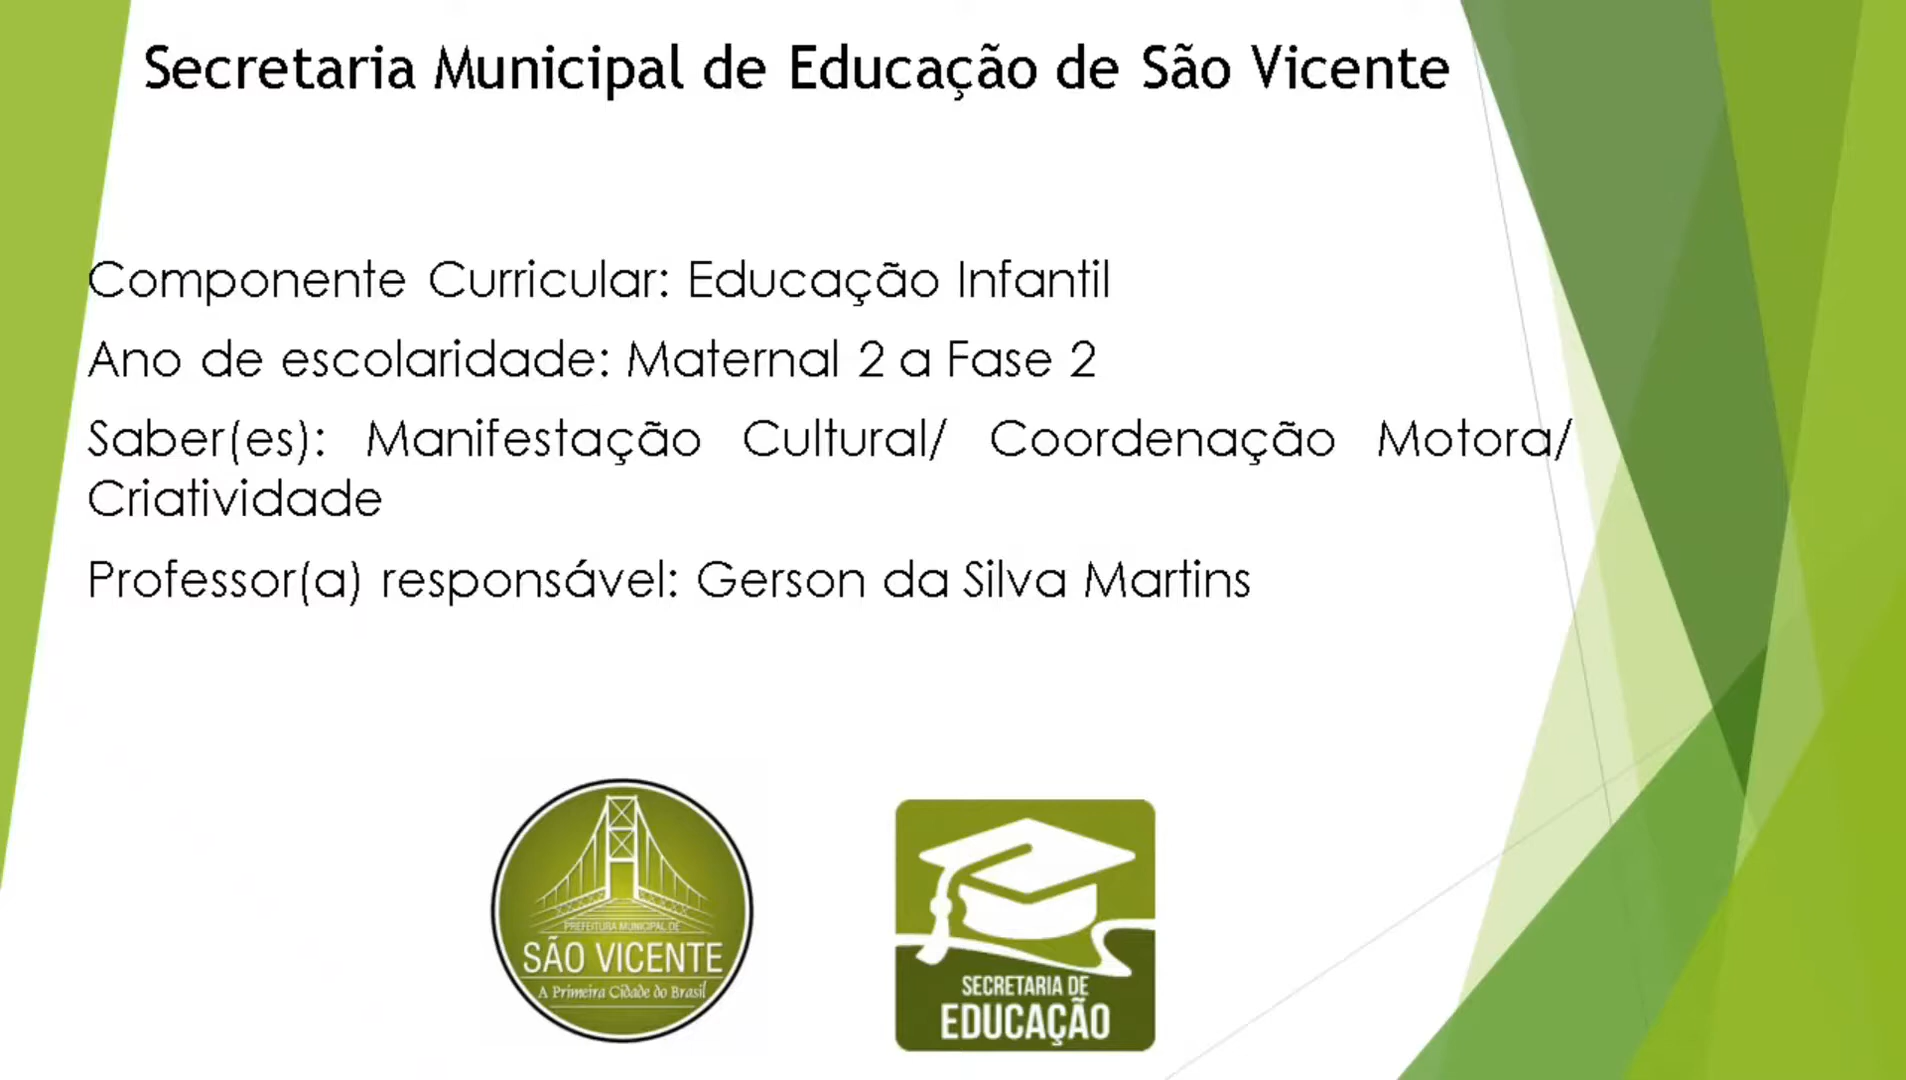 Secretaria Municipal de Educação de São Vicente
Componente Curricular: Educação Infantil
Ano de escolaridade: Maternal 2 a Fase 2
Saber(es): Manifestação Cultural/ Coordenação Motora/
Criatividade
Professor(a) responsável: Gerson da Silva Martins
PREFEITURA MUNICIPAL DE
SÃO VICENTE
A Primeira Cidade do Brasil
SECRETARIA DE
EDUCAÇÃO